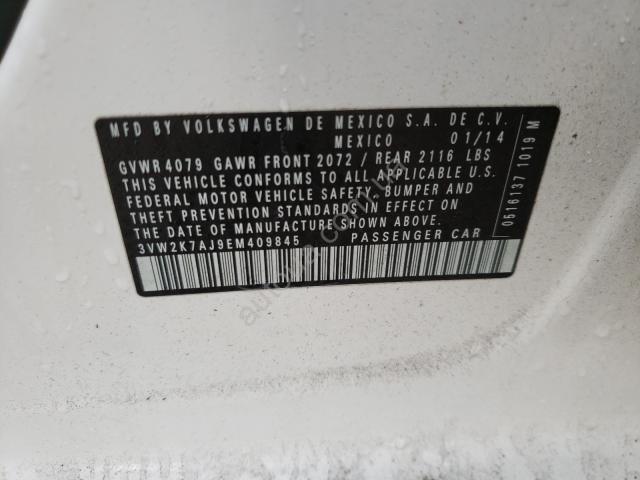 MFD BY VOLKSWAGEN DE MEXICO S.A. DE C.V.
MEXICO 01/14
GVWR 4079 GAWR FRONT 2072 / REAR 2116 LBS
THIS VEHICLE CONFORMS TO ALL APPLICABLE U.S.
FEDERAL MOTOR VEHICLE SAFETY, BUMPER AND
THEFT PREVENTION STANDARDS IN EFFECT ON
THE DATE OF MANUFACTURE SHOWN ABOVE.
3VW2K7AJ9EM409845 PASSENGER CAR
0516137 1019 M